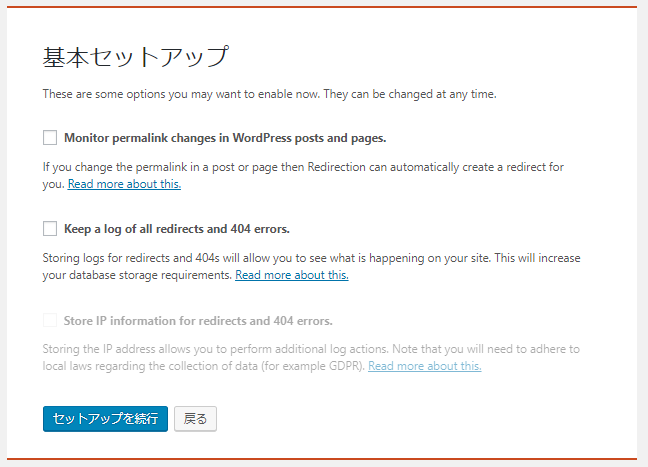 基本セットアップ
These are some options you may want to enable now. They can be changed at any time.
Monitor permalink changes in WordPress posts and pages.
If you change the permalink in a post or page then Redirection can automatically create a redirect for
you. Read more about this.
Keep a log of all redirects and 404 errors.
Storing logs for redirects and 404s will allow you to see what is happening on your site. This will increase
your database storage requirements. Read more about this.
Store IP information for redirects and 404 errors.
Storing the IP address allows you to perform additional log actions. Note that you will need to adhere to
local laws regarding the collection of data (for example GDPR). Read more about this.
セットアップを続行 戻る